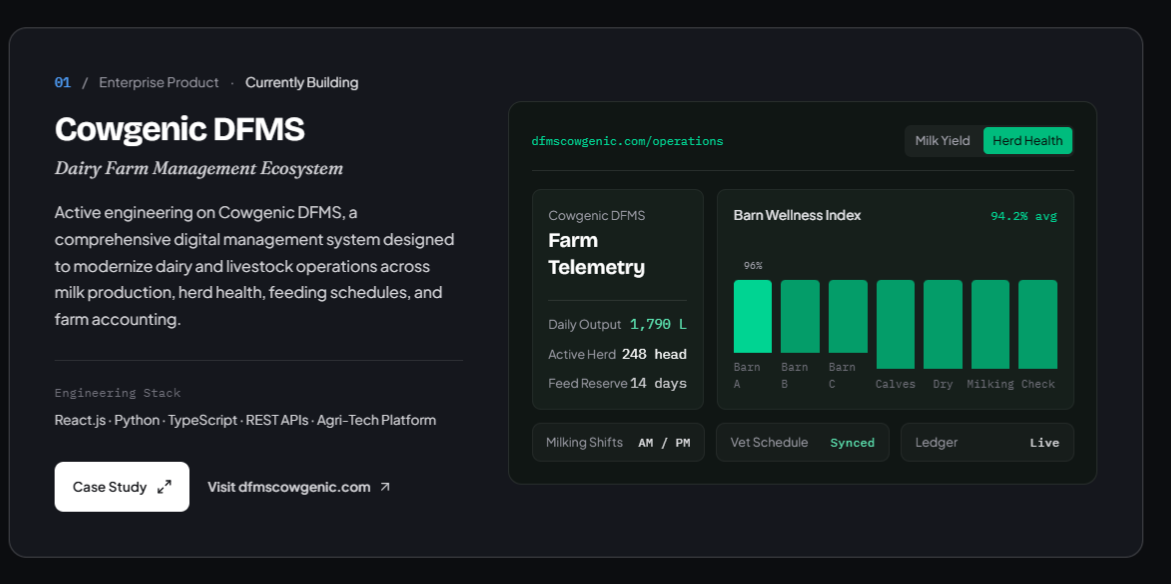 01 / Enterprise Product · Currently Building
Cowgenic DFMS
Dairy Farm Management Ecosystem
Active engineering on Cowgenic DFMS, a
comprehensive digital management system designed
to modernize dairy and livestock operations across
milk production, herd health, feeding schedules, and
farm accounting.
Engineering Stack
React.js · Python · TypeScript · REST APIs · Agri-Tech Platform
Case Study
Visit dfmscowgenic.com ↗
dfmscowgenic.com/operations
Milk Yield
Herd Health
Cowgenic DFMS
Farm
Telemetry
Daily Output 1,790 L
Active Herd 248 head
Feed Reserve 14 days
Barn Wellness Index
94.2% avg
96%
Barn
A
Barn
B
Barn
C
Calves
Dry
Milking
Check
Milking Shifts AM / PM
Vet Schedule Synced
Ledger Live